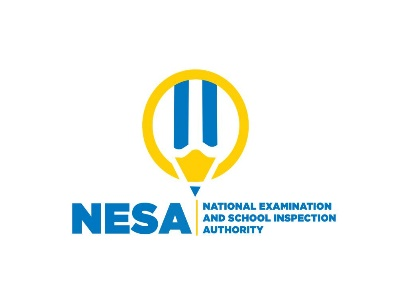 NESA
NATIONAL EXAMINATION
AND SCHOOL INSPECTION
AUTHORITY